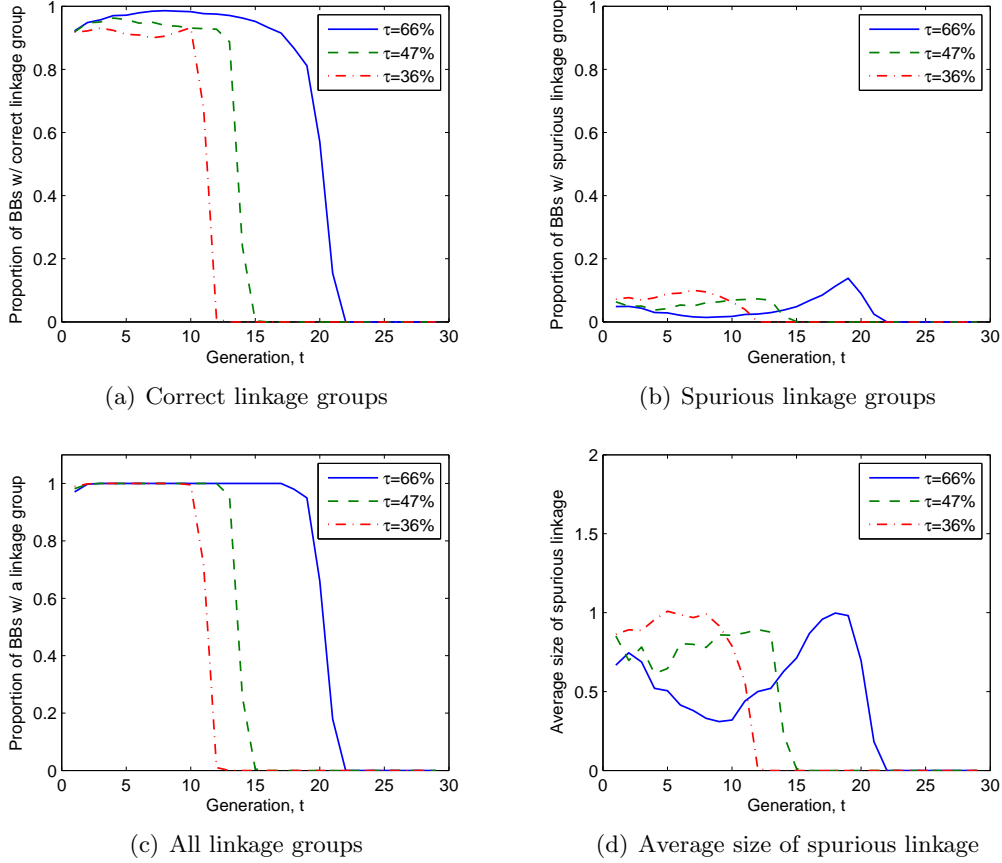 Proportion of BBs w/ correct linkage group
1
0.8
0.6
0.4
0.2
0
0 5 10 15 20 25 30
Generation, t
τ=66%
τ=47%
τ=36%
(a) Correct linkage groups
Proportion of BBs w/ spurious linkage group
1
0.8
0.6
0.4
0.2
0
0 5 10 15 20 25 30
Generation, t
τ=66%
τ=47%
τ=36%
(b) Spurious linkage groups
Proportion of BBs w/ a linkage group
1
0.8
0.6
0.4
0.2
0
0 5 10 15 20 25 30
Generation, t
τ=66%
τ=47%
τ=36%
(c) All linkage groups
Average size of spurious linkage
2
1.5
1
0.5
0
0 5 10 15 20 25 30
Generation, t
τ=66%
τ=47%
τ=36%
(d) Average size of spurious linkage